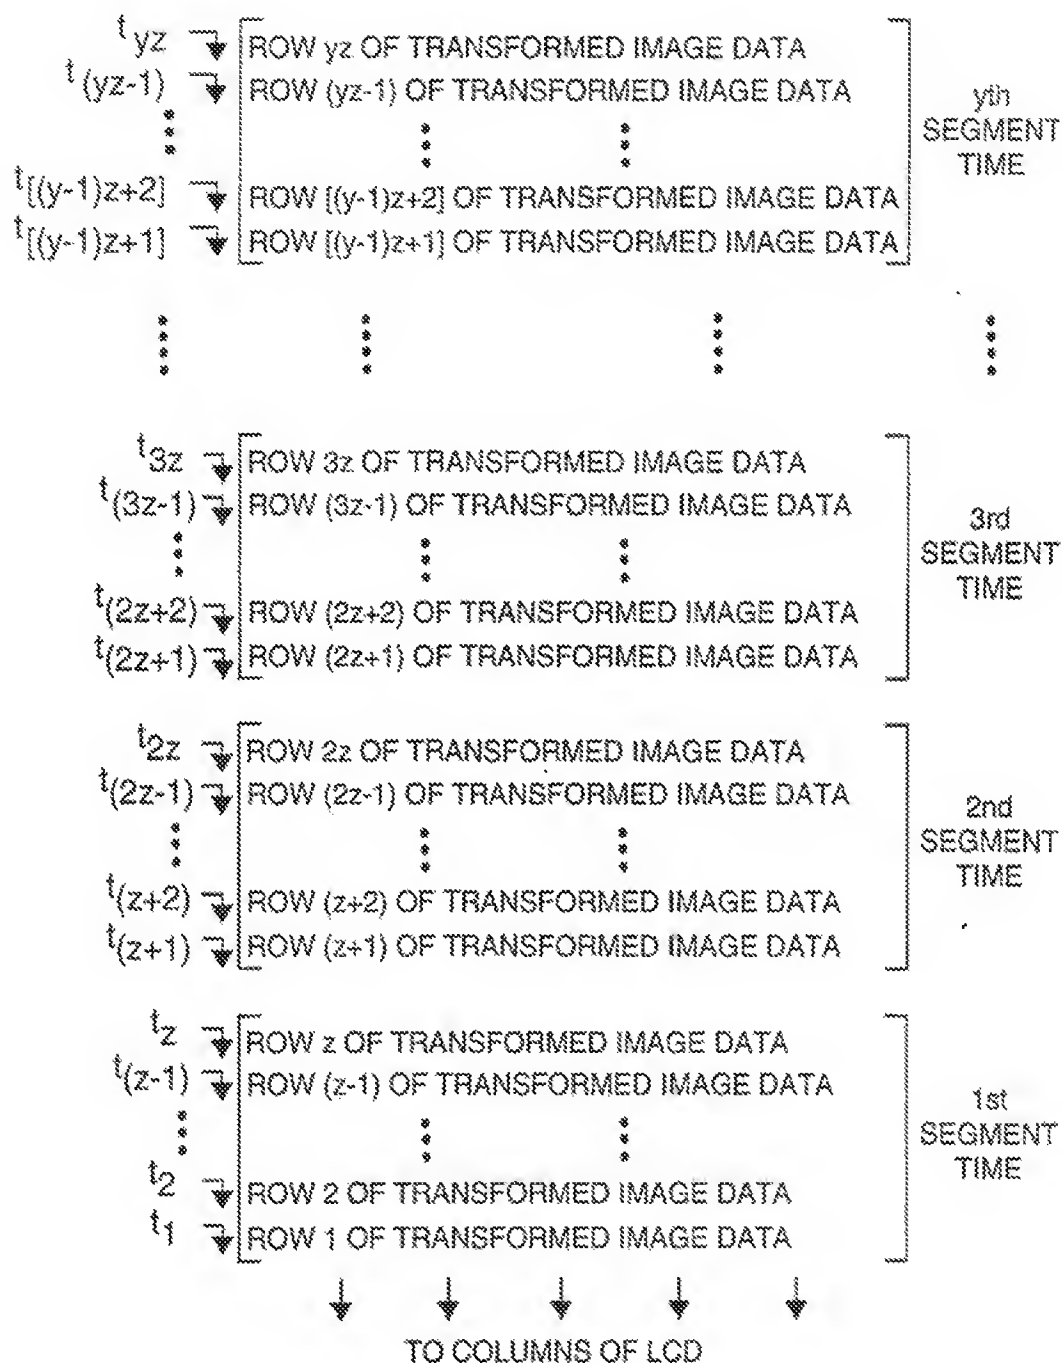 t yz ROW yz OF TRANSFORMED IMAGE DATA
t (yz-1) ROW (yz-1) OF TRANSFORMED IMAGE DATA
t[(y-1)z+2] ROW [(y-1)z+2] OF TRANSFORMED IMAGE DATA
t[(y-1)z+1] ROW [(y-1)z+1] OF TRANSFORMED IMAGE DATA
yth
SEGMENT
TIME
t3z ROW 3z OF TRANSFORMED IMAGE DATA
t(3z-1) ROW (3z-1) OF TRANSFORMED IMAGE DATA
t(2z+2) ROW (2z+2) OF TRANSFORMED IMAGE DATA
t(2z+1) ROW (2z+1) OF TRANSFORMED IMAGE DATA
3rd
SEGMENT
TIME
t2z ROW 2z OF TRANSFORMED IMAGE DATA
t(2z-1) ROW (2z-1) OF TRANSFORMED IMAGE DATA
t(z+2) ROW (z+2) OF TRANSFORMED IMAGE DATA
t(z+1) ROW (z+1) OF TRANSFORMED IMAGE DATA
2nd
SEGMENT
TIME
tz ROW z OF TRANSFORMED IMAGE DATA
t(z-1) ROW (z-1) OF TRANSFORMED IMAGE DATA
t2 ROW 2 OF TRANSFORMED IMAGE DATA
t1 ROW 1 OF TRANSFORMED IMAGE DATA
1st
SEGMENT
TIME
TO COLUMNS OF LCD